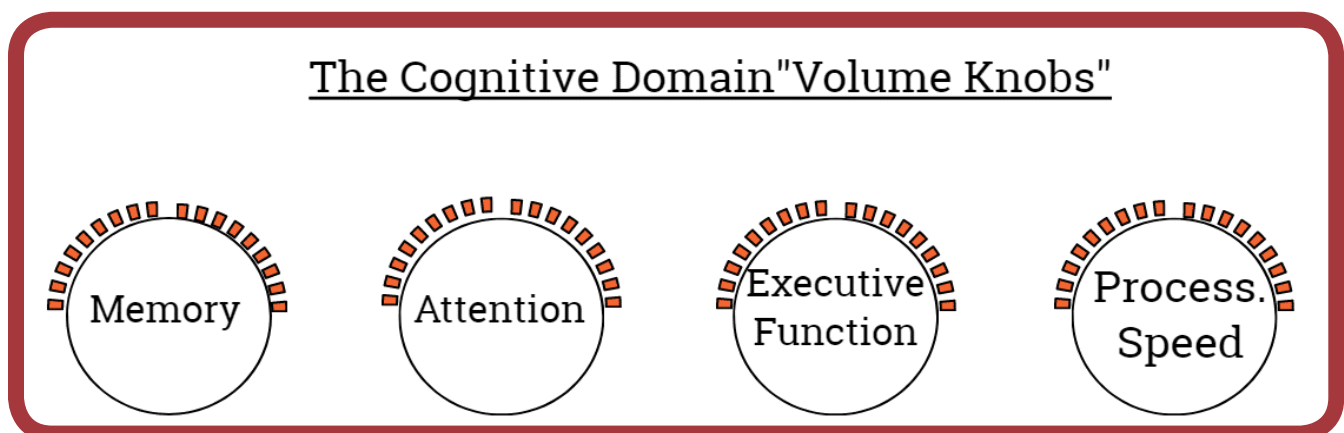 The Cognitive Domain"Volume Knobs"
Memory
Attention
Executive
Function
Process.
Speed